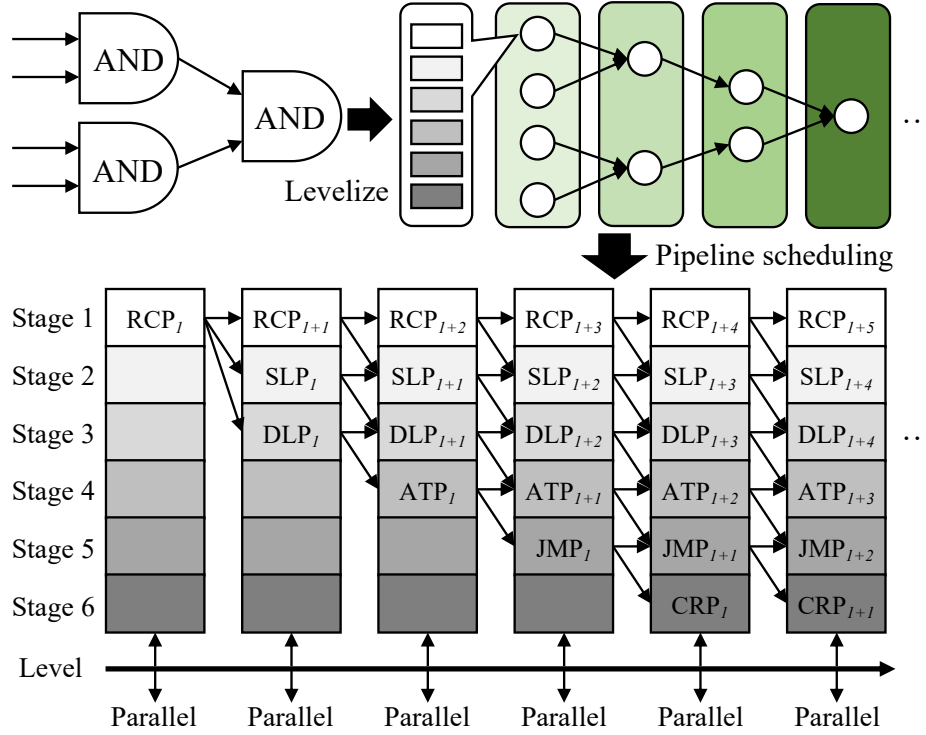 AND
AND
AND
Levelize
..
Pipeline scheduling
Stage 1 RCP1 RCP1+1 RCP1+2 RCP1+3 RCP1+4 RCP1+5
Stage 2 SLP1 SLP1+1 SLP1+2 SLP1+3 SLP1+4
Stage 3 DLP1 DLP1+1 DLP1+2 DLP1+3 DLP1+4 ..
Stage 4 ATP1 ATP1+1 ATP1+2 ATP1+3
Stage 5 JMP1 JMP1+1 JMP1+2
Stage 6 CRP1 CRP1+1
Level
Parallel Parallel Parallel Parallel Parallel Parallel